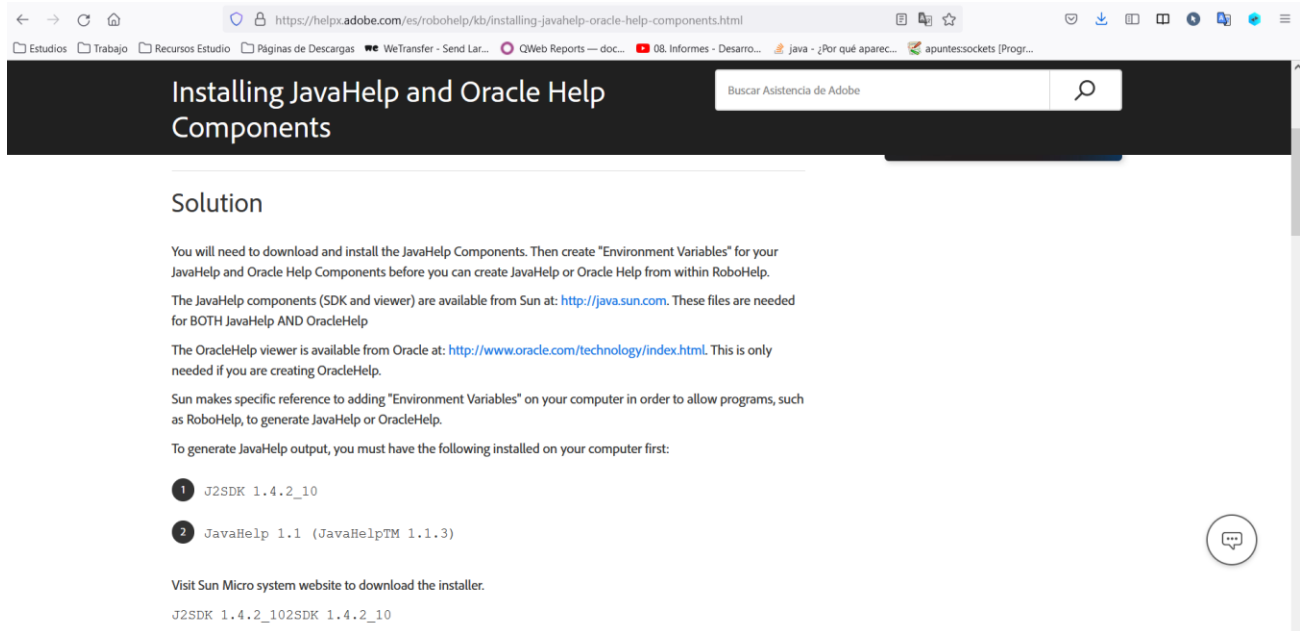 https://helpx.adobe.com/es/robohelp/kb/installing-javahelp-oracle-help-components.html
Estudios Trabajo Recursos Estudio Páginas de Descargas we WeTransfer - Send Lar... QWeb Reports — doc... 08. Informes - Desarro... java - ¿Por qué aparec... apuntes:sockets [Progr...
Installing JavaHelp and Oracle Help
Components
Buscar Asistencia de Adobe
Solution
You will need to download and install the JavaHelp Components. Then create "Environment Variables" for your
JavaHelp and Oracle Help Components before you can create JavaHelp or Oracle Help from within RoboHelp.
The JavaHelp components (SDK and viewer) are available from Sun at: http://java.sun.com. These files are needed
for BOTH JavaHelp AND OracleHelp
The OracleHelp viewer is available from Oracle at: http://www.oracle.com/technology/index.html. This is only
needed if you are creating OracleHelp.
Sun makes specific reference to adding "Environment Variables" on your computer in order to allow programs, such
as RoboHelp, to generate JavaHelp or OracleHelp.
To generate JavaHelp output, you must have the following installed on your computer first:
1 J2SDK 1.4.2_10
2 JavaHelp 1.1 (JavaHelpTM 1.1.3)
Visit Sun Micro system website to download the installer.
J2SDK 1.4.2_102SDK 1.4.2_10